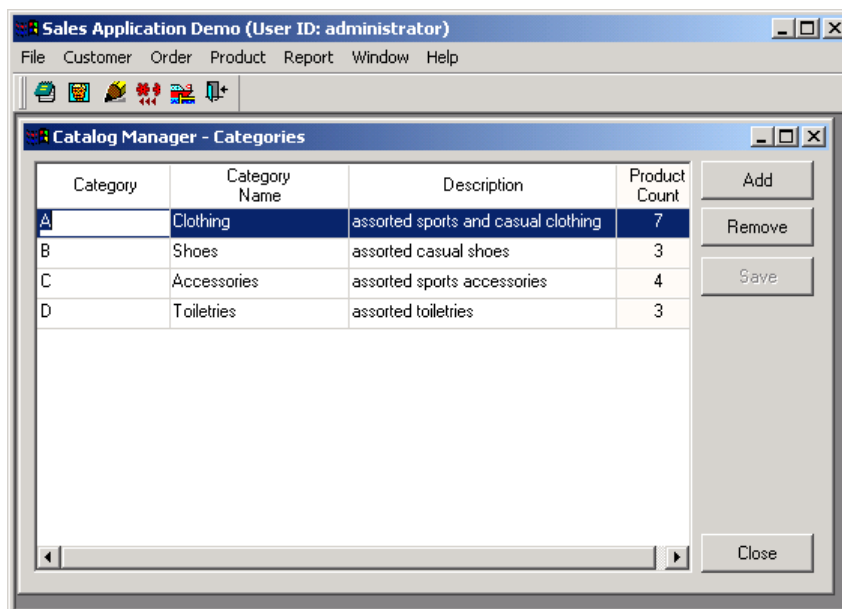 Sales Application Demo (User ID: administrator)
File Customer Order Product Report Window Help
Catalog Manager - Categories
Category Category Name Description Product Count
A Clothing assorted sports and casual clothing 7
B Shoes assorted casual shoes 3
C Accessories assorted sports accessories 4
D Toiletries assorted toiletries 3
Add
Remove
Save
Close